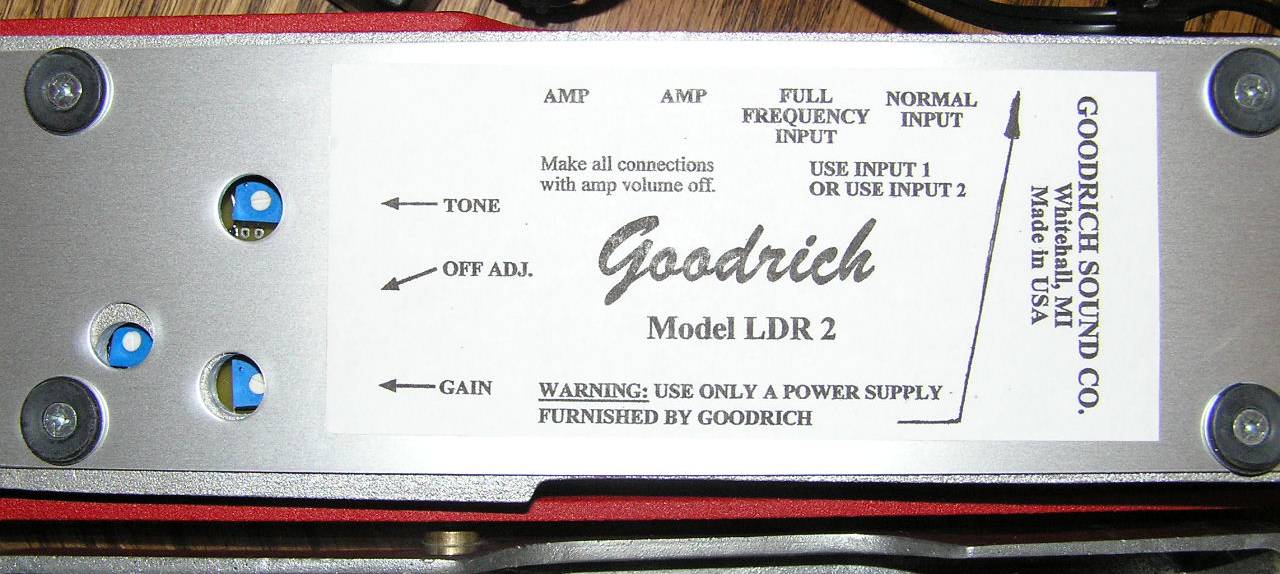 AMP
AMP
FULL
FREQUENCY
INPUT
NORMAL
INPUT
Make all connections
with amp volume off.
USE INPUT 1
OR USE INPUT 2
TONE
OFF ADJ.
GAIN
Goodrich
Model LDR 2
WARNING: USE ONLY A POWER SUPPLY
FURNISHED BY GOODRICH
GOODRICH SOUND CO.
Whitehall, MI
Made in USA